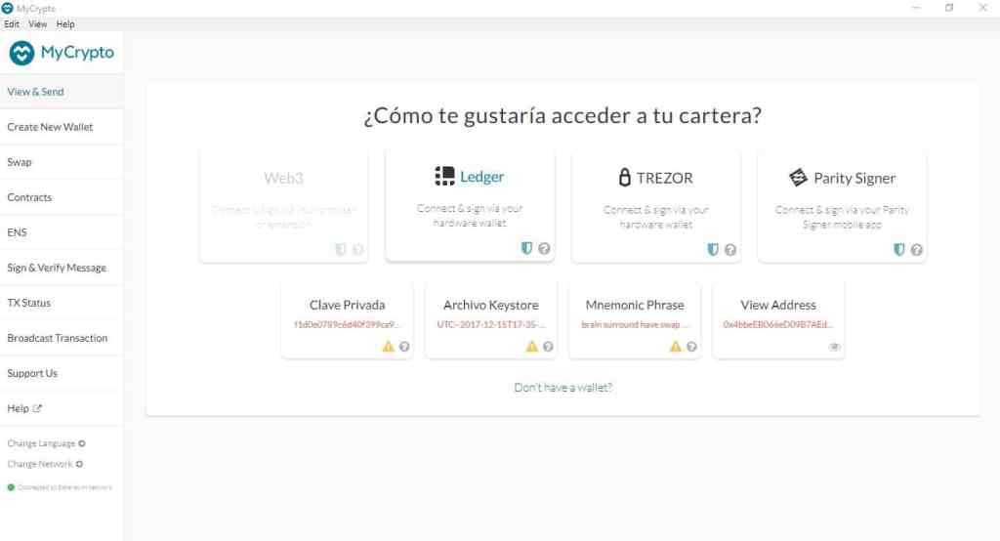 MyCrypto
Edit View Help
MyCrypto
View & Send
Create New Wallet
Swap
Contracts
ENS
Sign & Verify Message
TX Status
Broadcast Transaction
Support Us
Help
Change Language
Change Network
Connected to Ethereum network
¿Cómo te gustaría acceder a tu cartera?
Web3
Connect & sign via your browser
or extension
Ledger
Connect & sign via your
hardware wallet
TREZOR
Connect & sign via your
hardware wallet
Parity Signer
Connect & sign via your Parity
Signer mobile app
Clave Privada
f1d0e0789c6d40f399ca9...
Archivo Keystore
UTC--2017-12-15T17-35-...
Mnemonic Phrase
brain surround have swap ...
View Address
0x4bbeEB066eD09B7AEd...
Don't have a wallet?